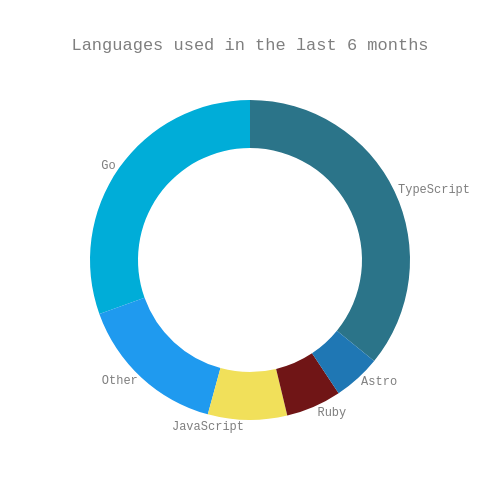 Languages used in the last 6 months
Go
TypeScript
Other
Astro
JavaScript
Ruby